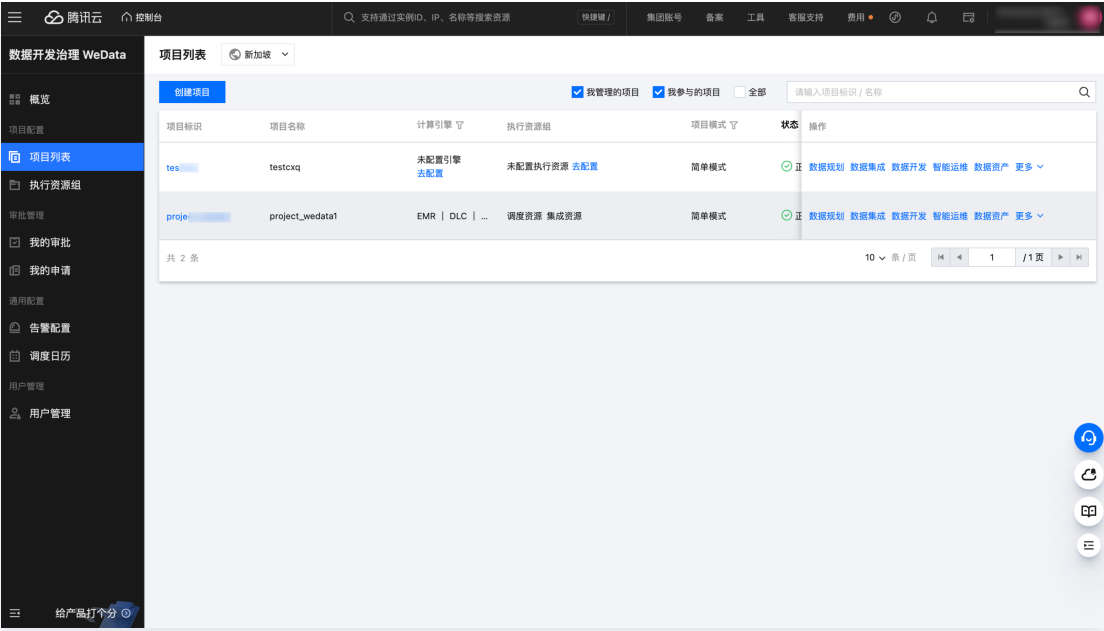 腾讯云 控制台 支持通过实例ID、IP、名称等搜索资源 快捷键 / 集团账号 备案 工具 客服支持 费用
数据开发治理 WeData
项目列表 新加坡
概览
项目配置
项目列表
执行资源组
审批管理
我的审批
我的申请
通用配置
告警配置
调度日历
用户管理
用户管理
给产品打个分
创建项目 我管理的项目 我参与的项目 全部 请输入项目标识 / 名称
项目标识 项目名称 计算引擎 执行资源组 项目模式 状态 操作
tes testcxq 未配置引擎 去配置 未配置执行资源 去配置 简单模式 正 数据规划 数据集成 数据开发 智能运维 数据资产 更多
proje project_wedata1 EMR | DLC | ... 调度资源 集成资源 简单模式 正 数据规划 数据集成 数据开发 智能运维 数据资产 更多
共 2 条 10 条 / 页 1 / 1 页